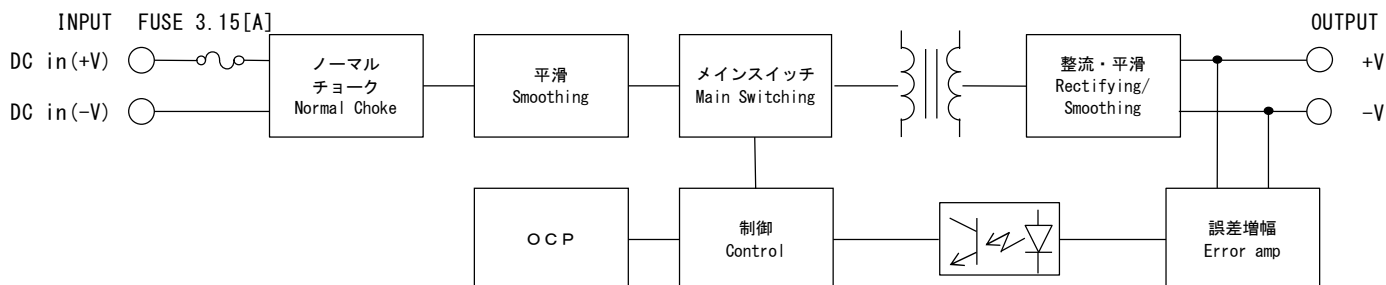 INPUT FUSE 3.15[A]
OUTPUT
DC in(+V)
DC in(-V)
ノーマル
チョーク
Normal Choke
平滑
Smoothing
メインスイッチ
Main Switching
整流・平滑
Rectifying/
Smoothing
+V
-V
ＯＣＰ
制御
Control
誤差増幅
Error amp